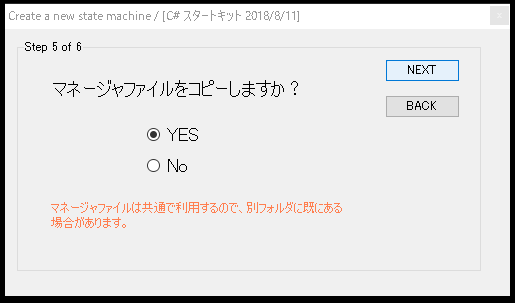 Create a new state machine / [C# スタートキット 2018/8/11]
Step 5 of 6
マネージャファイルをコピーしますか？
NEXT
BACK
YES
No
マネージャファイルは共通で利用するので、別フォルダに既にある
場合があります。